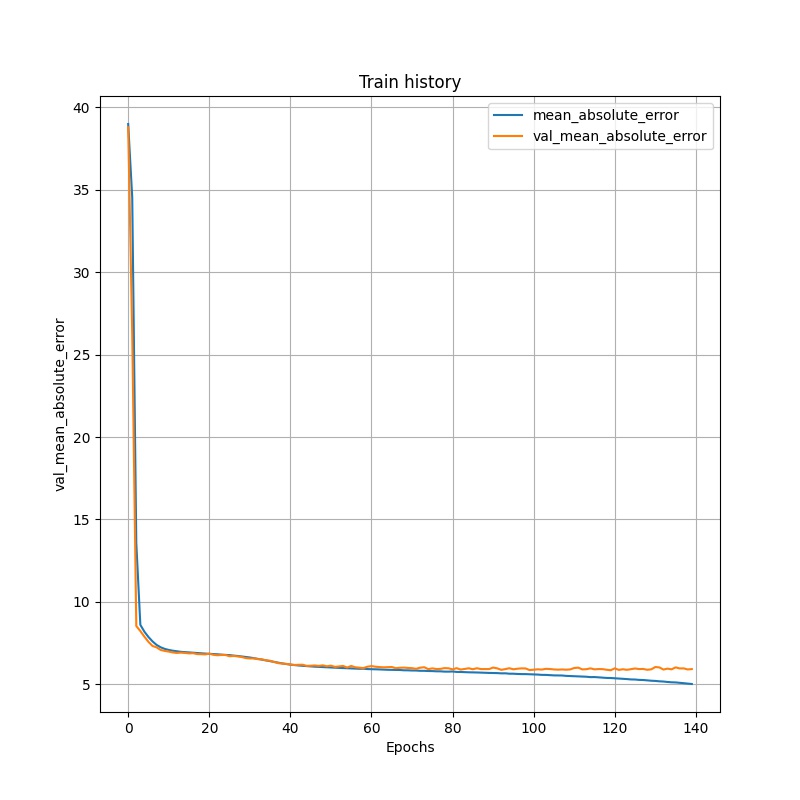 Train history
mean_absolute_error
val_mean_absolute_error
val_mean_absolute_error
40
35
30
25
20
15
10
5
0 20 40 60 80 100 120 140
Epochs